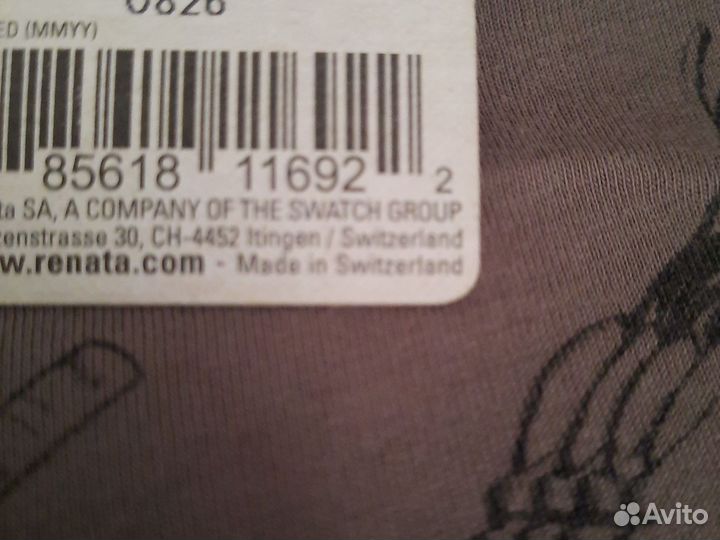 0826
ED (MMYY)
85618 11692 2
ta SA, A COMPANY OF THE SWATCH GROUP
zenstrasse 30, CH-4452 Itingen / Switzerland
w.renata.com - Made in Switzerland
Avito